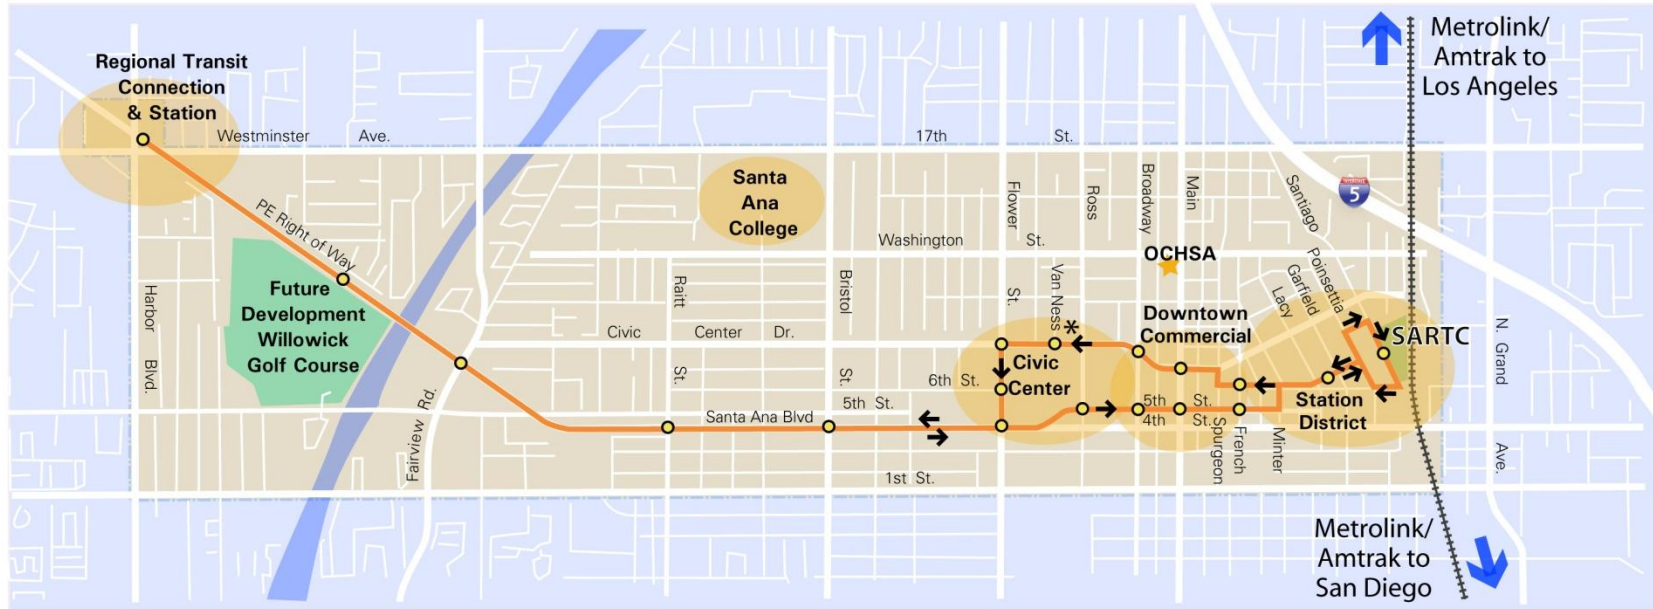 Regional Transit
Connection
& Station
Westminster Ave.
17th St.
Metrolink/
Amtrak to
Los Angeles
INTERSTATE
5
Santa
Ana
College
PE Right of Way
Future
Development
Willowick
Golf Course
Harbor Blvd.
Fairview Rd.
Raitt St.
Bristol St.
Flower St.
Van Ness
Ross
Broadway
Main
Santiago
Poinsettia
Garfield
Lacy
N. Grand Ave.
Washington St.
OCHSA
Civic Center Dr.
*
Downtown
Commercial
SARTC
Civic
Center
6th St.
5th St.
Santa Ana Blvd
5th St.
4th St.
Station
District
Spurgeon
French
Minter
1st St.
Metrolink/
Amtrak to
San Diego